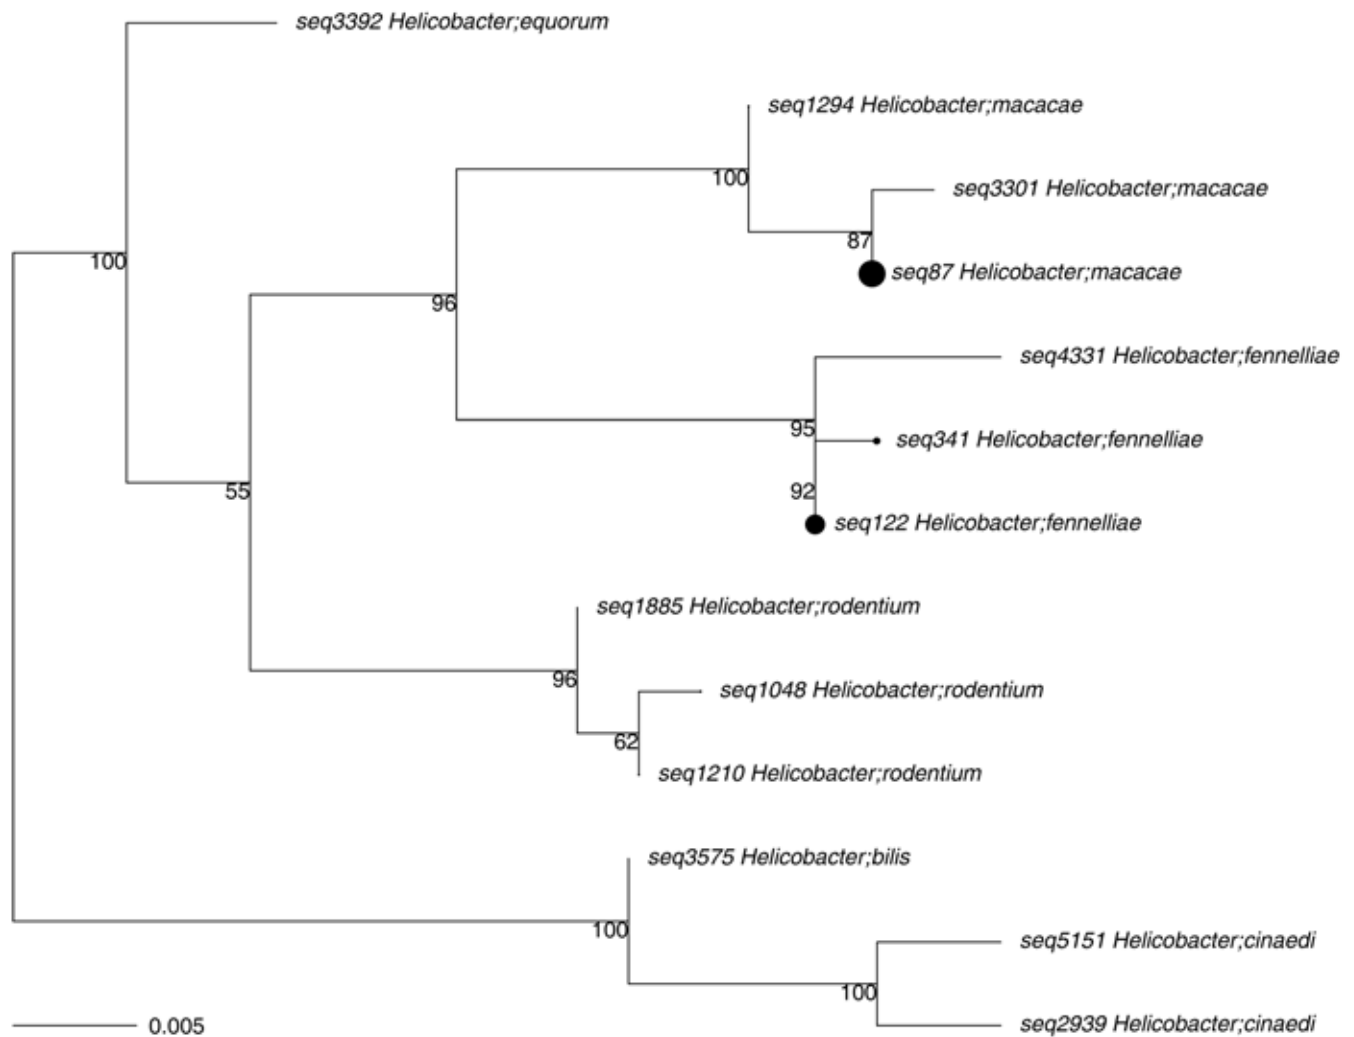 seq3392 Helicobacter;equorum
seq1294 Helicobacter;macacae
100
seq3301 Helicobacter;macacae
87
100
seq87 Helicobacter;macacae
96
seq4331 Helicobacter;fennelliae
95
seq341 Helicobacter;fennelliae
55
92
seq122 Helicobacter;fennelliae
seq1885 Helicobacter;rodentium
96
seq1048 Helicobacter;rodentium
62
seq1210 Helicobacter;rodentium
seq3575 Helicobacter;bilis
100
seq5151 Helicobacter;cinaedi
100
seq2939 Helicobacter;cinaedi
0.005